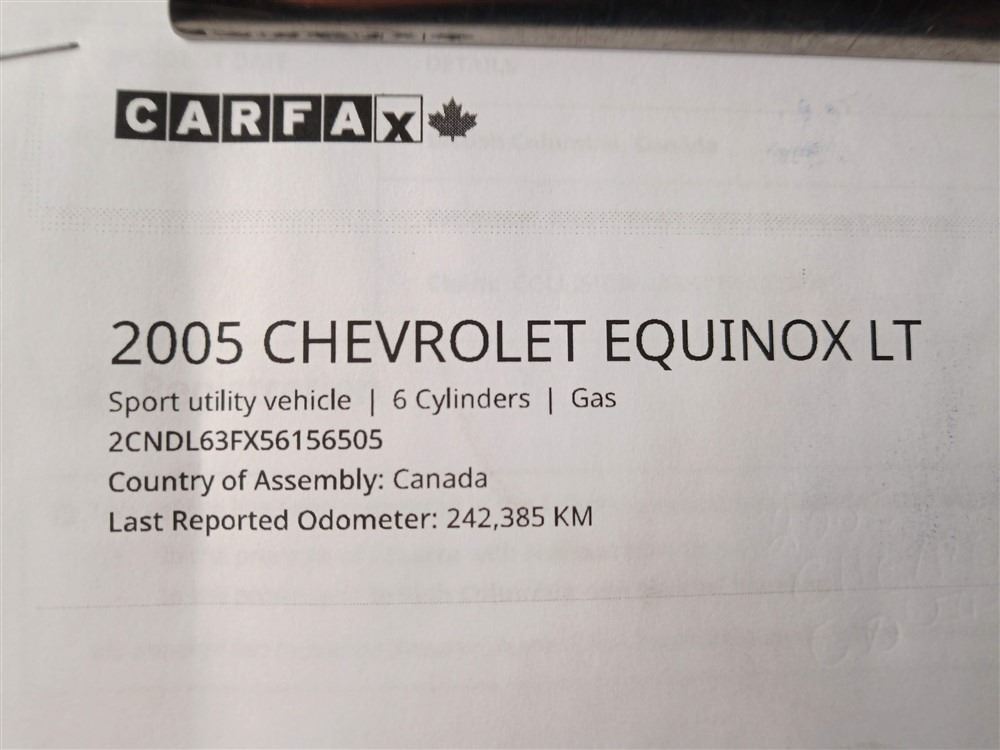 CARFAX
2005 CHEVROLET EQUINOX LT
Sport utility vehicle | 6 Cylinders | Gas
2CNDL63FX56156505
Country of Assembly: Canada
Last Reported Odometer: 242,385 KM